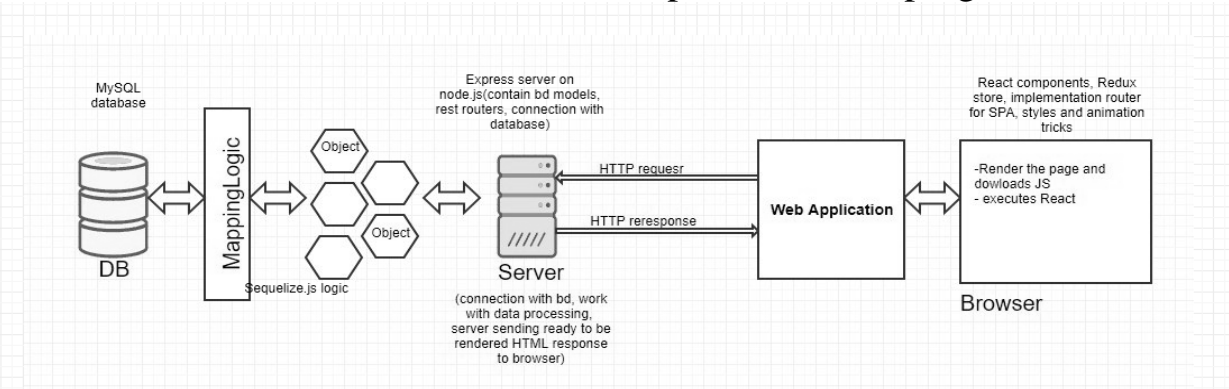 MySQL
database
DB
MappingLogic
Object
Object
Sequelize.js logic
Express server on
node.js(contain bd models,
rest routers, connection with
database)
Server
(connection with bd, work
with data processing,
server sending ready to be
rendered HTML response
to browser)
HTTP requesr
HTTP reresponse
Web Application
React components, Redux
store, implementation router
for SPA, styles and animation
tricks
-Render the page and
dowloads JS
- executes React
Browser